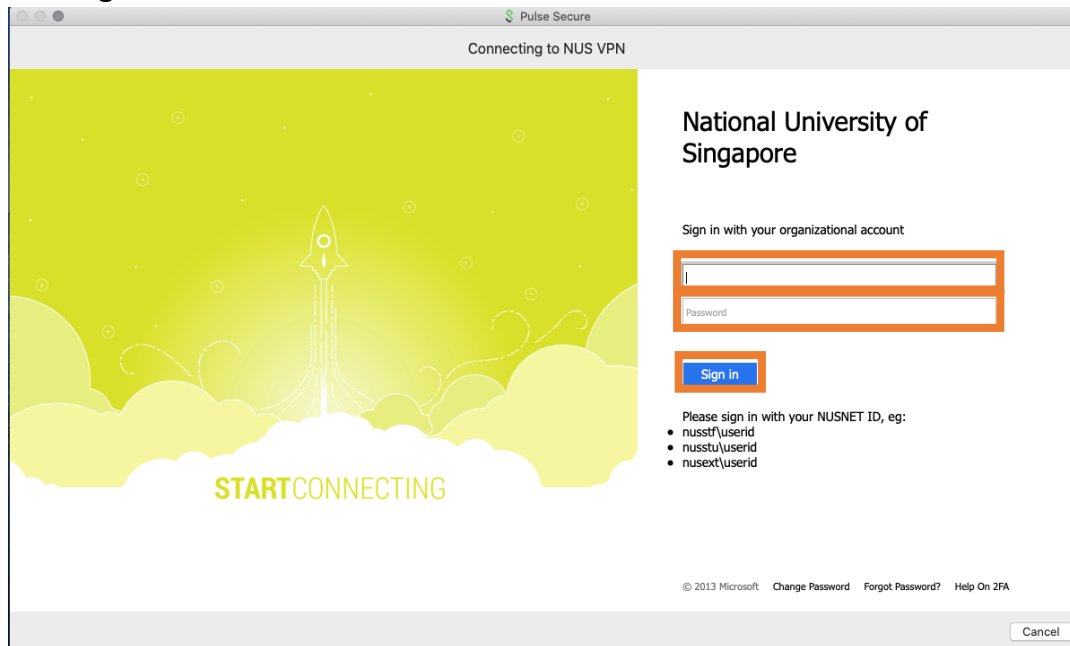 Pulse Secure
Connecting to NUS VPN
National University of
Singapore
Sign in with your organizational account
Password
Sign in
Please sign in with your NUSNET ID, eg:
nusstf\userid
nusstu\userid
nusext\userid
STARTCONNECTING
© 2013 Microsoft Change Password Forgot Password? Help On 2FA
Cancel